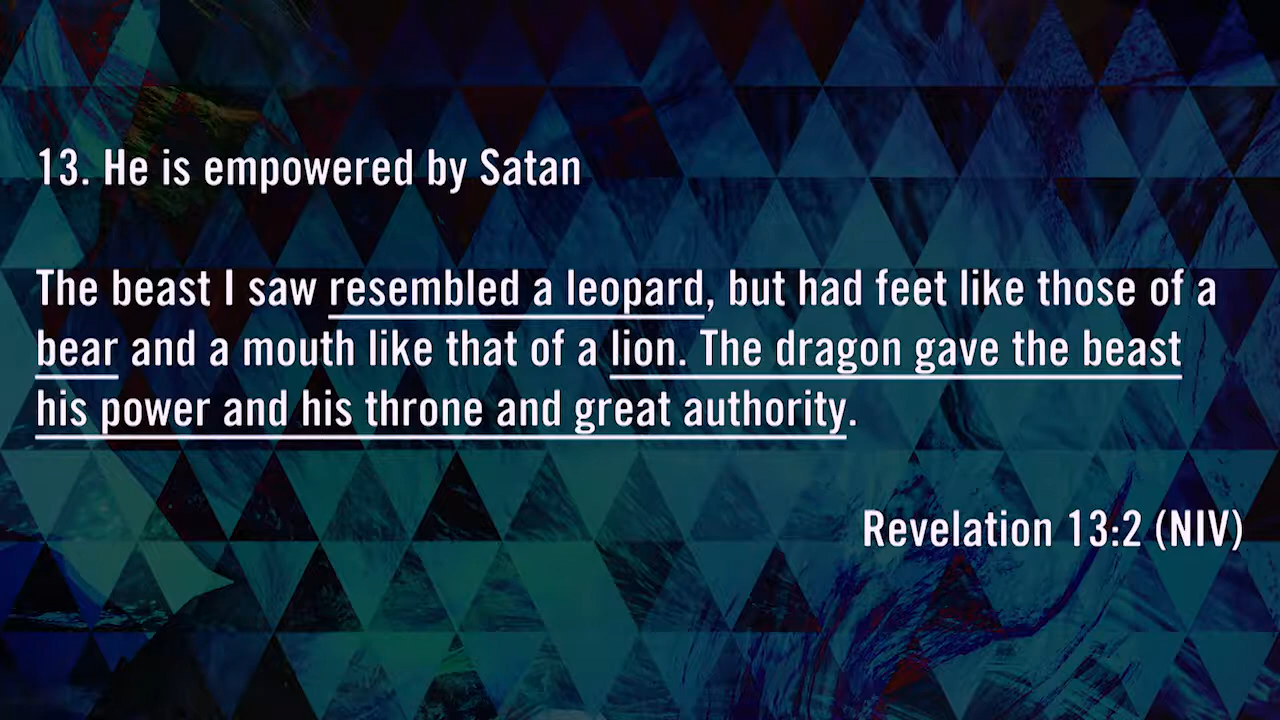 13. He is empowered by Satan
The beast I saw resembled a leopard, but had feet like those of a
bear and a mouth like that of a lion. The dragon gave the beast
his power and his throne and great authority.
Revelation 13:2 (NIV)